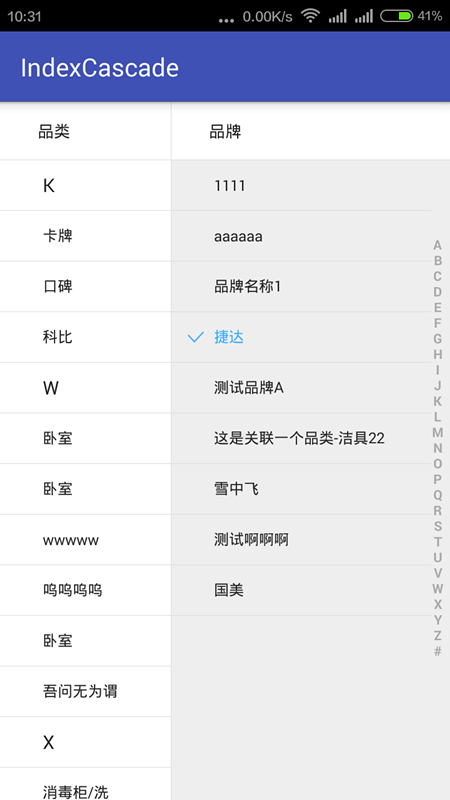 10:31 ... 0.00K/s 41%
IndexCascade
品类
品牌
K
卡牌
口碑
科比
W
卧室
卧室
wwwww
呜呜呜呜
卧室
吾问无为谓
X
消毒柜/洗
1111
aaaaaa
品牌名称1
捷达
测试品牌A
这是关联一个品类-洁具22
雪中飞
测试啊啊啊
国美
A
B
C
D
E
F
G
H
I
J
K
L
M
N
O
P
Q
R
S
T
U
V
W
X
Y
Z
#